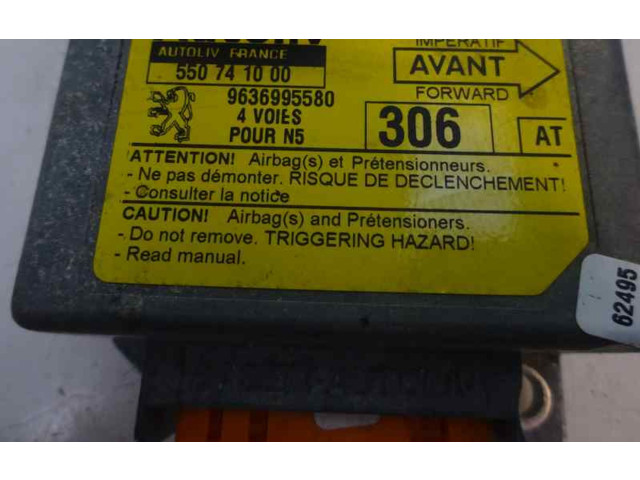 IMPERATIF
AUTOLIV FRANCE
550 74 10 00
AVANT
FORWARD
9636995580
4 VOIES
POUR N5
306
AT
ATTENTION! Airbag(s) et Prétensionneurs.
- Ne pas démonter. RISQUE DE DECLENCHEMENT!
- Consulter la notice
CAUTION! Airbag(s) and Prétensioners.
- Do not remove. TRIGGERING HAZARD!
- Read manual.
62495